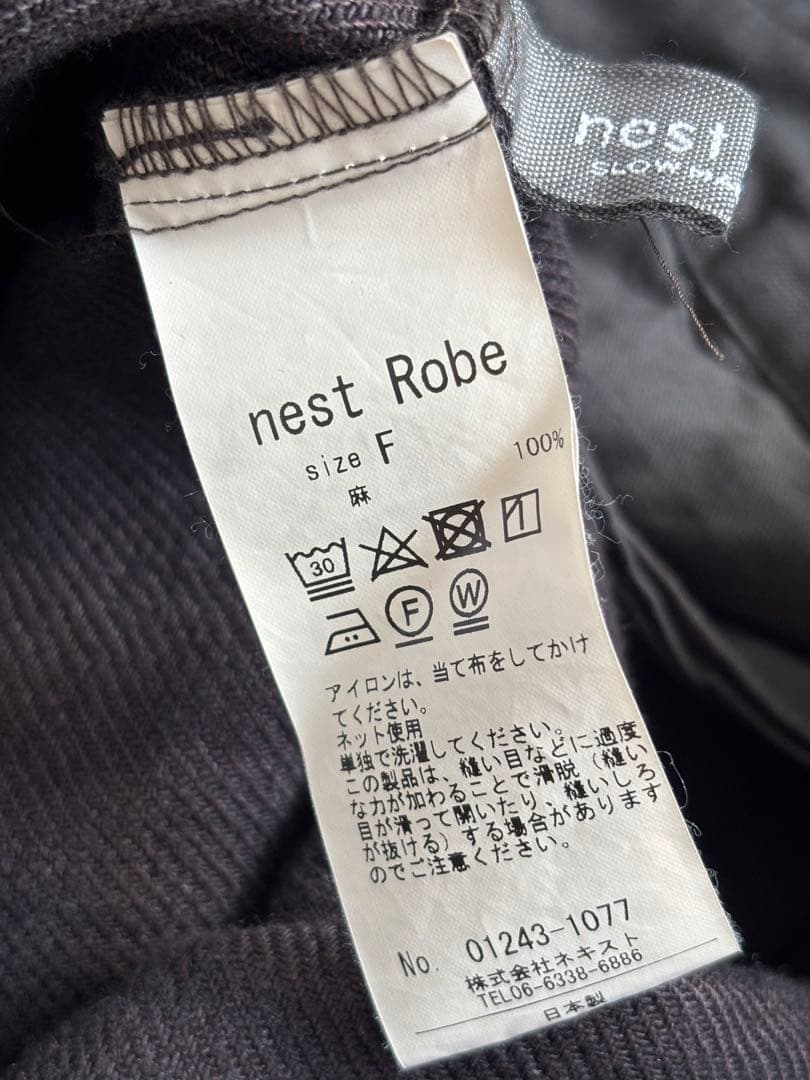 nest
nest Robe
size F
麻 100%
30
F W
アイロンは、当て布をしてかけ
てください。
ネット使用
単独で洗濯してください。
この製品は、縫い目などに過度
な力が加わることで滑脱（縫い
目が滑って開いたり、縫いしろ
が抜ける）する場合があります
のでご注意ください。
No. 01243-1077
株式会社ネキスト
TEL06-6338-6886
日本製